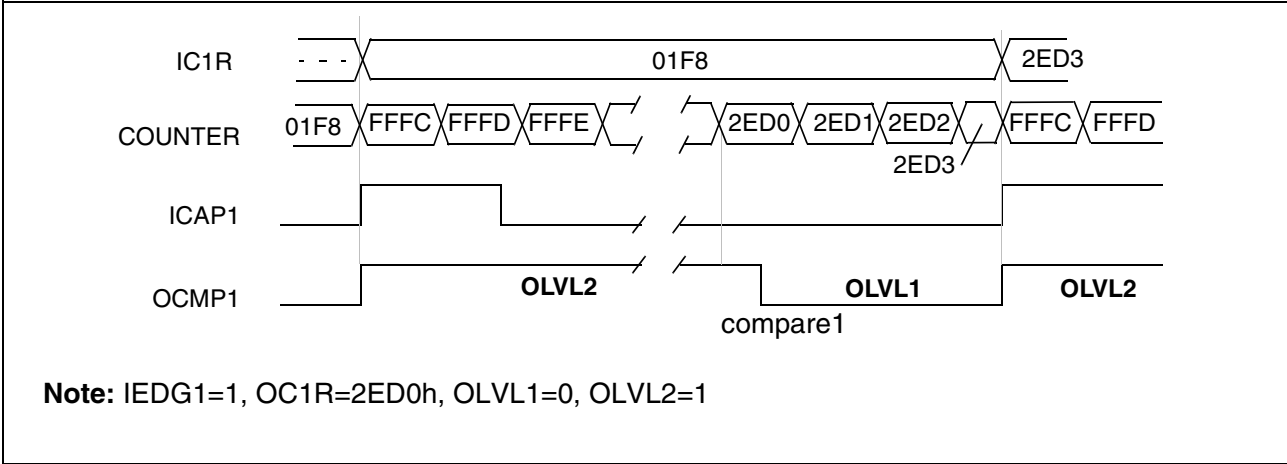 IC1R - - - 01F8 2ED3
COUNTER 01F8 FFFC FFFD FFFE 2ED0 2ED1 2ED2 FFFC FFFD
2ED3
ICAP1
OCMP1 OLVL2 OLVL1 OLVL2
compare1
Note: IEDG1=1, OC1R=2ED0h, OLVL1=0, OLVL2=1